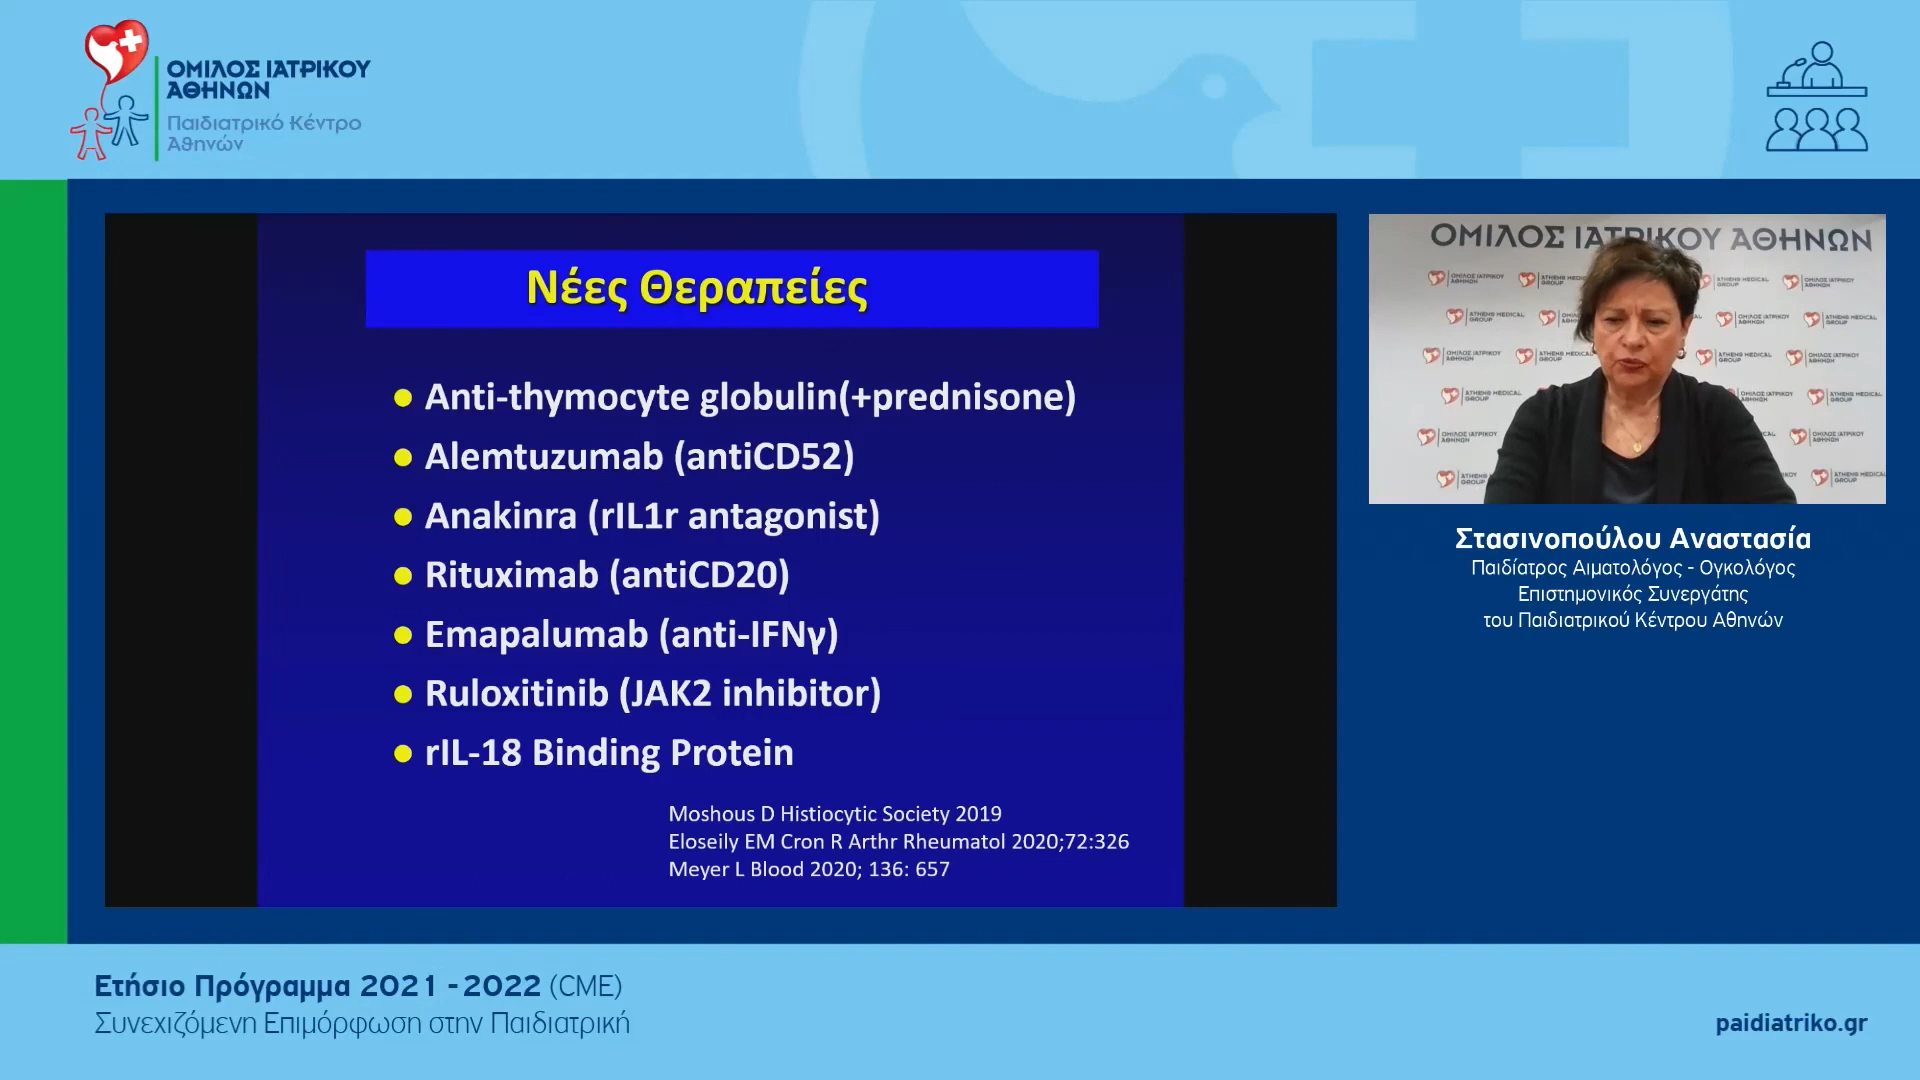 ΟΜΙΛΟΣ ΙΑΤΡΙΚΟΥ
ΑΘΗΝΩΝ
Παιδιατρικό Κέντρο
Αθηνών
Νέες Θεραπείες
● Anti-thymocyte globulin(+prednisone)
● Alemtuzumab (antiCD52)
● Anakinra (rIL1r antagonist)
● Rituximab (antiCD20)
● Emapalumab (anti-IFNγ)
● Ruloxitinib (JAK2 inhibitor)
● rIL-18 Binding Protein
Moshous D Histiocytic Society 2019
Eloseily EM Cron R Arthr Rheumatol 2020;72:326
Meyer L Blood 2020; 136: 657
ΟΜΙΛΟΣ ΙΑΤΡΙΚΟΥ ΑΘΗΝΩΝ
Στασινοπούλου Αναστασία
Παιδίατρος Αιματολόγος - Ογκολόγος
Επιστημονικός Συνεργάτης
του Παιδιατρικού Κέντρου Αθηνών
Ετήσιο Πρόγραμμα 2021 - 2022 (CME)
Συνεχιζόμενη Επιμόρφωση στην Παιδιατρική
paidiatriko.gr